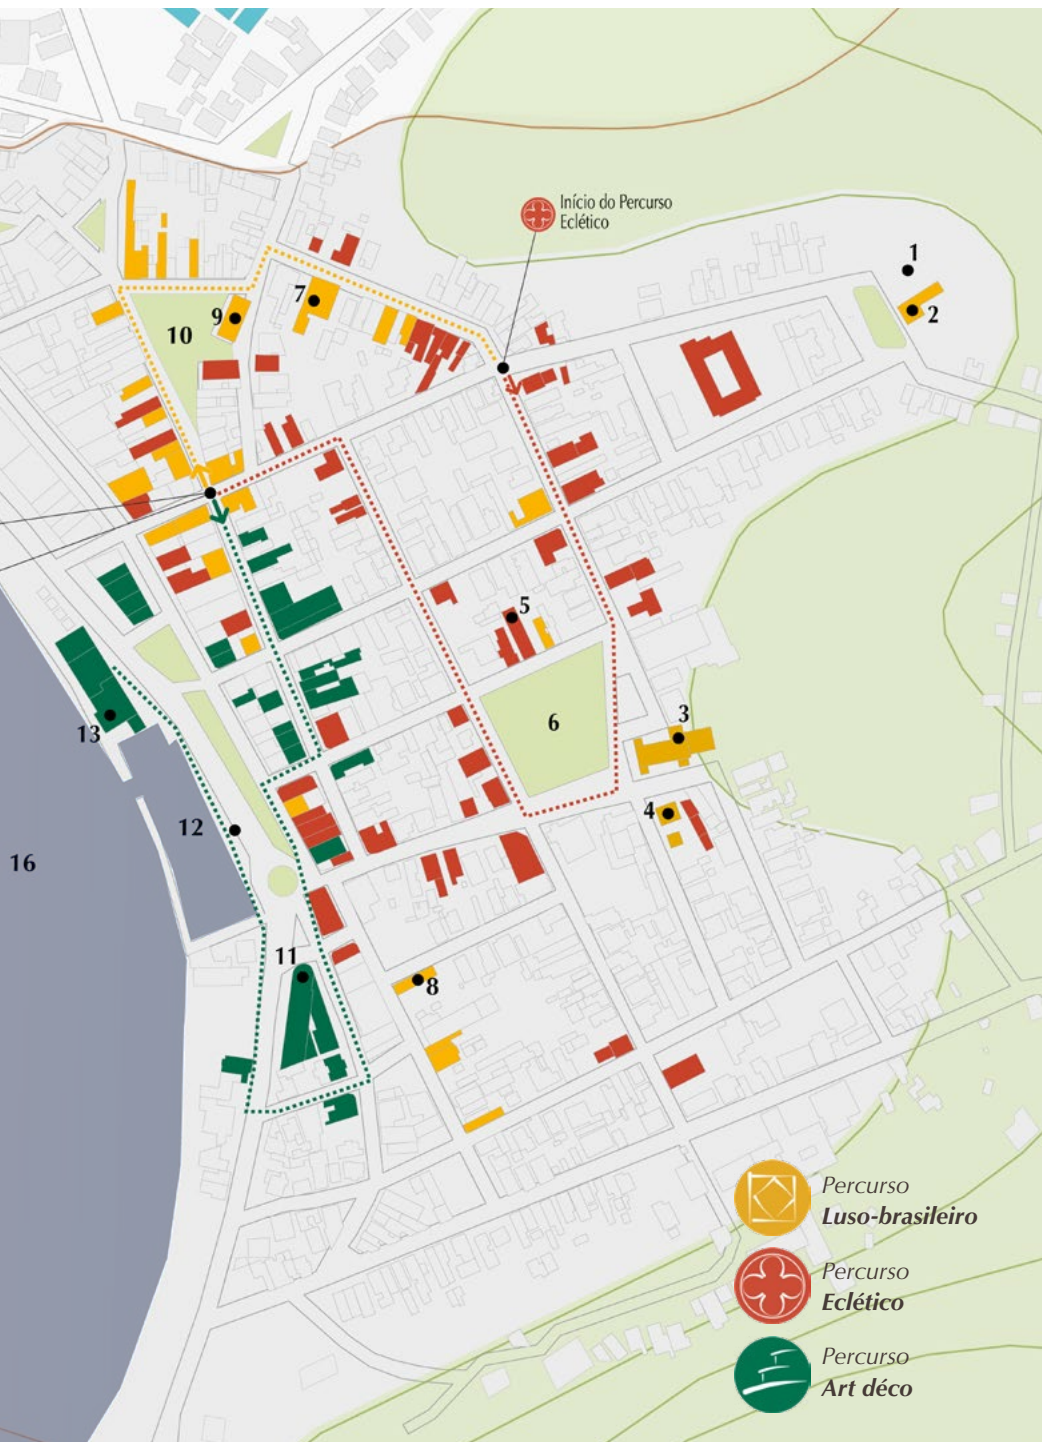 Início do Percurso
Eclético
1
2
7
9
10
5
6
3
13
4
12
16
11
8
Percurso
Luso-brasileiro
Percurso
Eclético
Percurso
Art déco